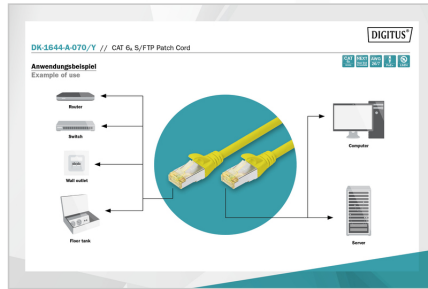 DIGITUS®
DK-1644-A-070/Y // CAT 6A S/FTP Patch Cord
Anwendungsbeispiel
Example of use
Router
Switch
Wall outlet
Floor tank
Computer
Server